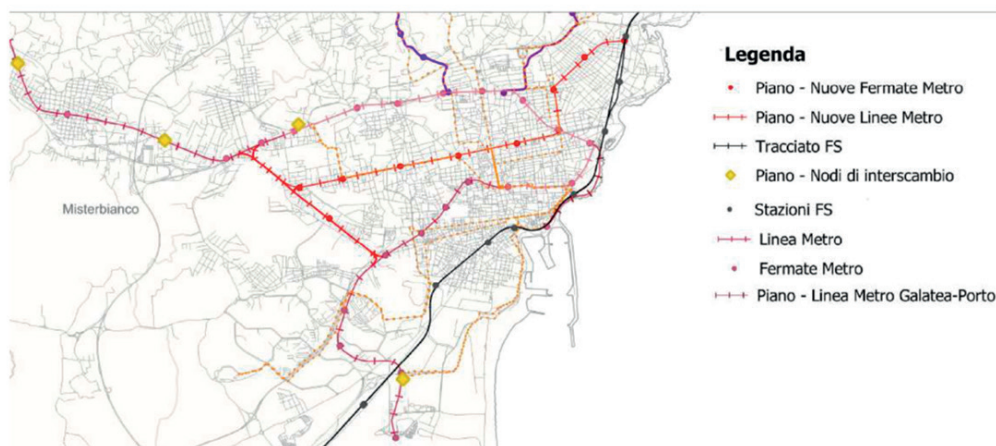 Misterbianco
Legenda
Piano - Nuove Fermate Metro
Piano - Nuove Linee Metro
Tracciato FS
Piano - Nodi di interscambio
Stazioni FS
Linea Metro
Fermate Metro
Piano - Linea Metro Galatea-Porto